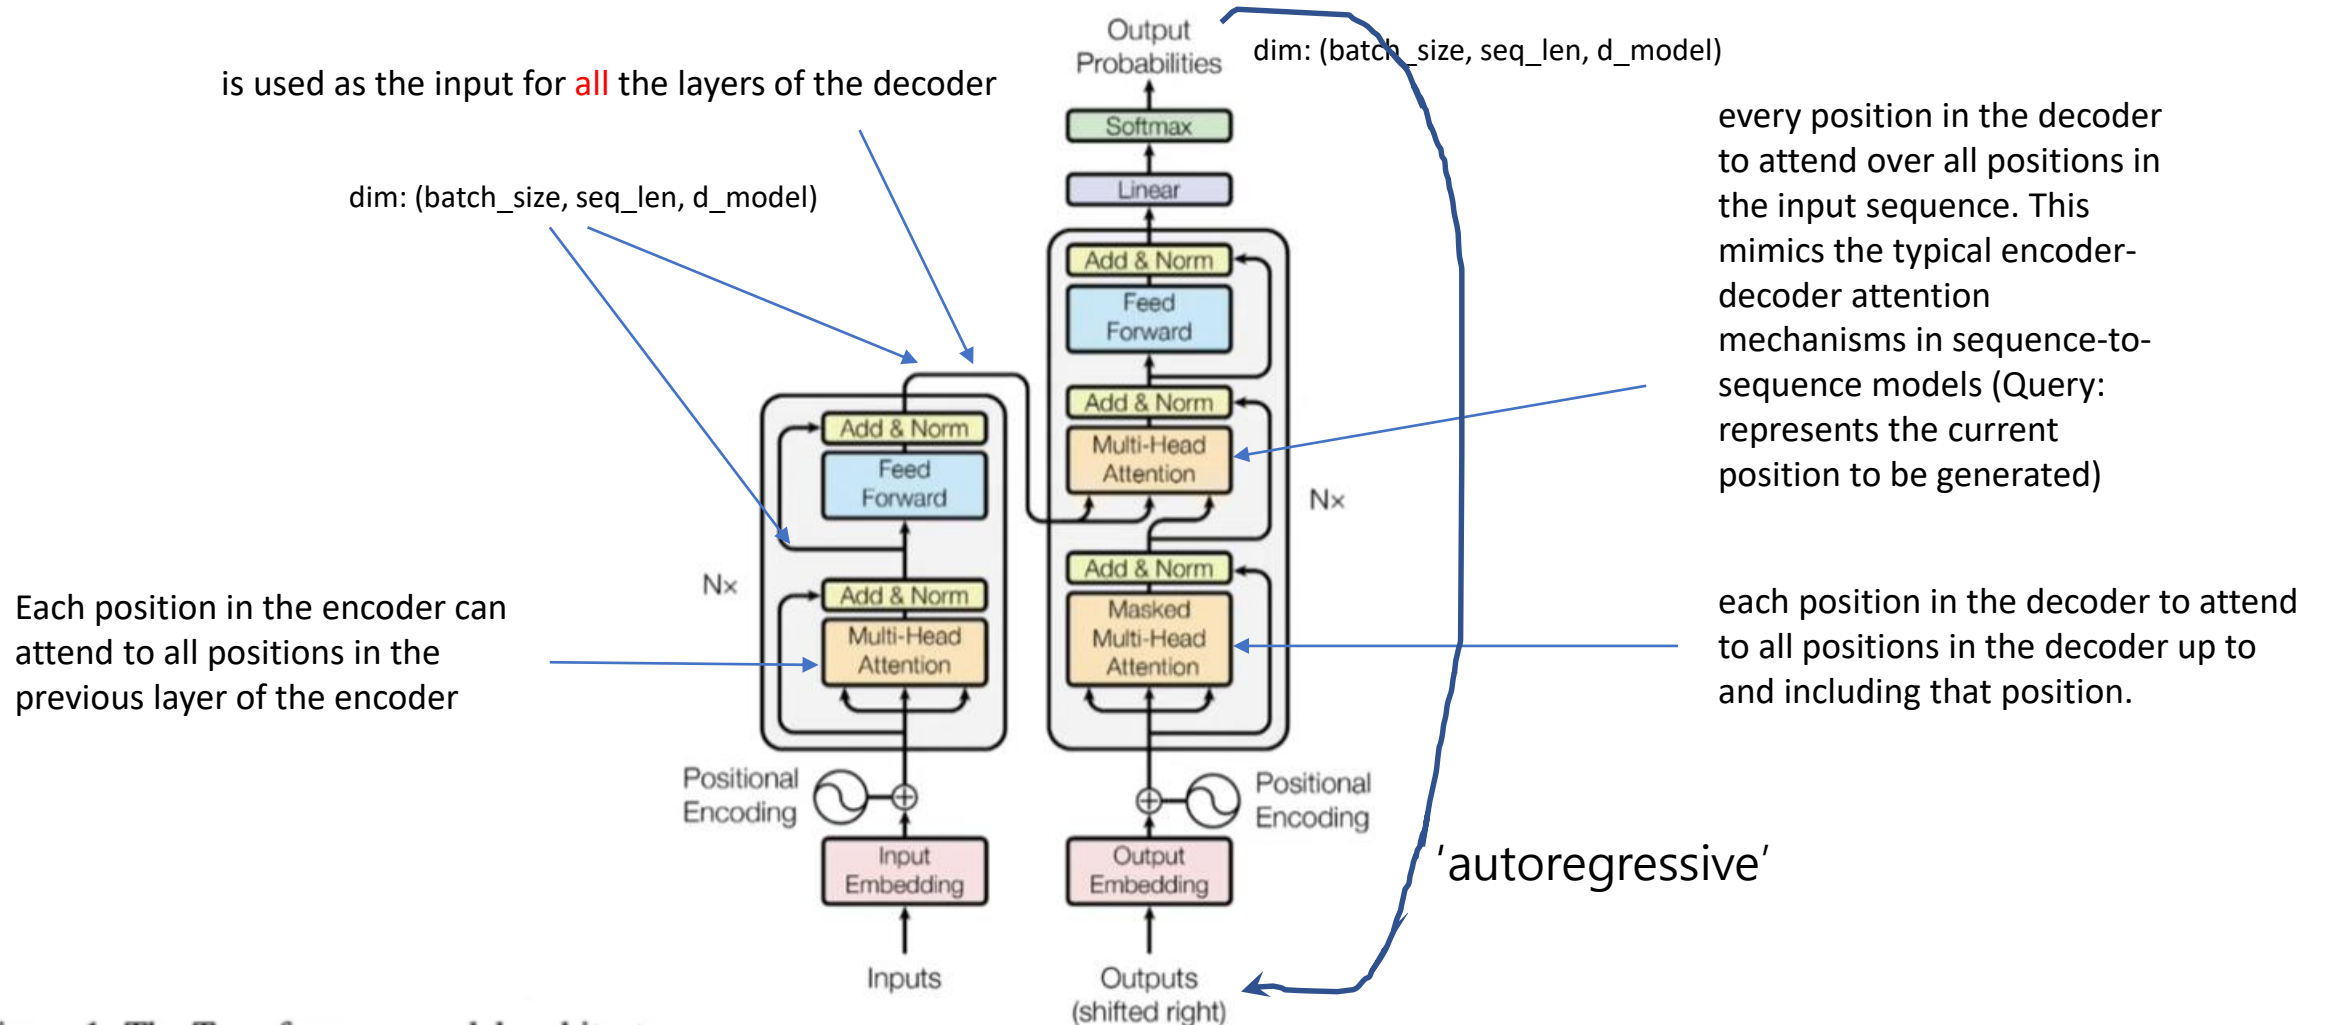 Output
Probabilities
dim: (batch_size, seq_len, d_model)
is used as the input for all the layers of the decoder
dim: (batch_size, seq_len, d_model)
Softmax
Linear
Add & Norm
Feed
Forward
Add & Norm
Multi-Head
Attention
Nx
Add & Norm
Masked
Multi-Head
Attention
Add & Norm
Feed
Forward
Nx
Add & Norm
Multi-Head
Attention
every position in the decoder
to attend over all positions in
the input sequence. This
mimics the typical encoder-
decoder attention
mechanisms in sequence-to-
sequence models (Query:
represents the current
position to be generated)
Each position in the encoder can
attend to all positions in the
previous layer of the encoder
each position in the decoder to attend
to all positions in the decoder up to
and including that position.
Positional
Encoding
Positional
Encoding
Input
Embedding
Output
Embedding
'autoregressive'
Inputs
Outputs
(shifted right)